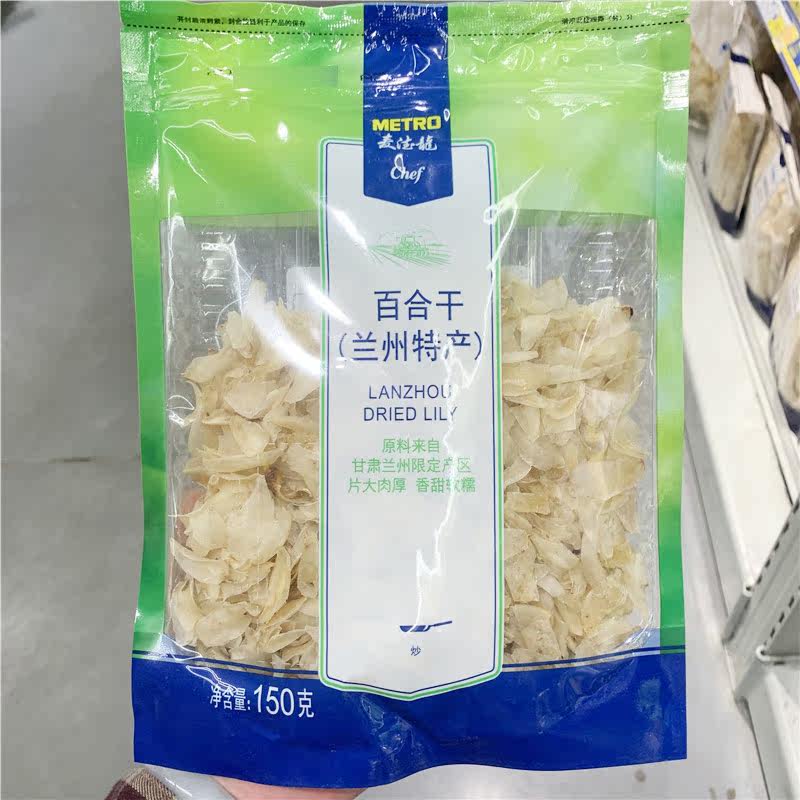 METRO
麦德龍
Chef
百合干
(兰州特产)
LANZHOU
DRIED LILY
原料来自
甘肃兰州限定产区
片大肉厚 香甜软糯
炒
净含量:150克